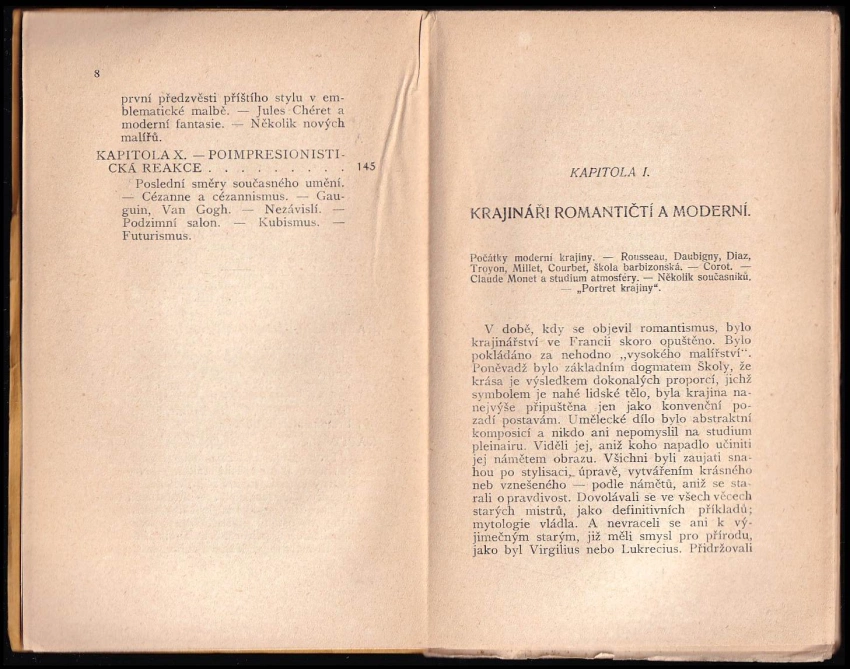 8
první předzvěsti příštího stylu v em-
blematické malbě. — Jules Chéret a
moderní fantasie. — Několik nových
malířů.
KAPITOLA X. — POIMPRESIONISTI-
CKÁ REAKCE . . . . . . . . . 145
Poslední směry současného umění.
— Cézanne a cézannismus. — Gau-
guin, Van Gogh. — Nezávislí. —
Podzimní salon. — Kubismus. —
Futurismus.
KAPITOLA I.
KRAJINÁŘI ROMANTIČTÍ A MODERNÍ.
Počátky moderní krajiny. — Rousseau, Daubigny, Diaz,
Troyon, Millet, Courbet, škola barbizonská. — Corot. —
Claude Monet a studium atmosféry. — Několik současníků.
— „Portret krajiny“.
V době, kdy se objevil romantismus, bylo
krajinářství ve Francii skoro opuštěno. Bylo
pokládáno za nehodno „vysokého malířství“.
Poněvadž bylo základním dogmatem Školy, že
krása je výsledkem dokonalých proporcí, jichž
symbolem je nahé lidské tělo, byla krajina na-
nejvýše připuštěna jen jako konvenční po-
zadí postavám. Umělecké dílo bylo abstraktní
komposicí a nikdo ani nepomyslil na studium
pleinairu. Viděli jej, aniž koho napadlo učiniti
jej námětem obrazu. Všichni byli zaujati sna-
hou po stylisaci, úpravě, vytvářením krásného
neb vznešeného — podle námětů, aniž se sta-
rali o pravdivost. Dovolávali se ve všech věcech
starých mistrů, jako definitivních příkladů;
mytologie vládla. A nevraceli se ani k vý-
jimečným starým, již měli smysl pro přírodu,
jako byl Virgilius nebo Lukrecius. Přidržovali